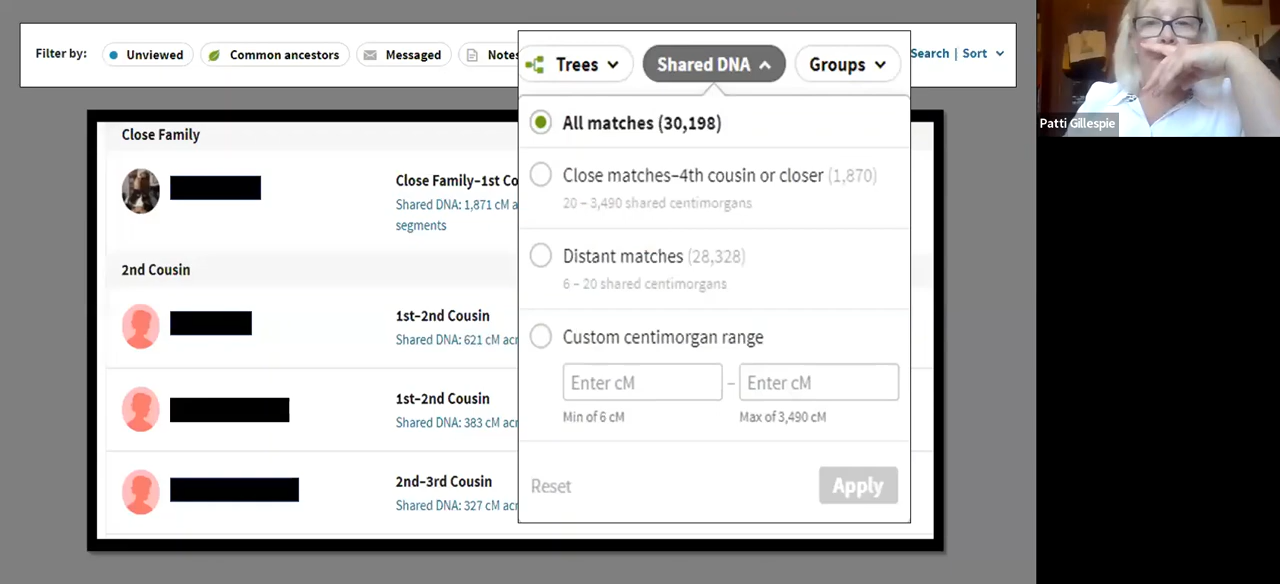 Filter by: Unviewed Common ancestors Messaged Notes
Trees Shared DNA Groups
Search | Sort
Patti Gillespie
Close Family
Close Family–1st Co
Shared DNA: 1,871 cM a
segments
2nd Cousin
1st–2nd Cousin
Shared DNA: 621 cM acr
1st–2nd Cousin
Shared DNA: 383 cM acr
2nd–3rd Cousin
Shared DNA: 327 cM acr
All matches (30,198)
Close matches–4th cousin or closer (1,870)
20 – 3,490 shared centimorgans
Distant matches (28,328)
6 – 20 shared centimorgans
Custom centimorgan range
Enter cM – Enter cM
Min of 6 cM Max of 3,490 cM
Reset Apply